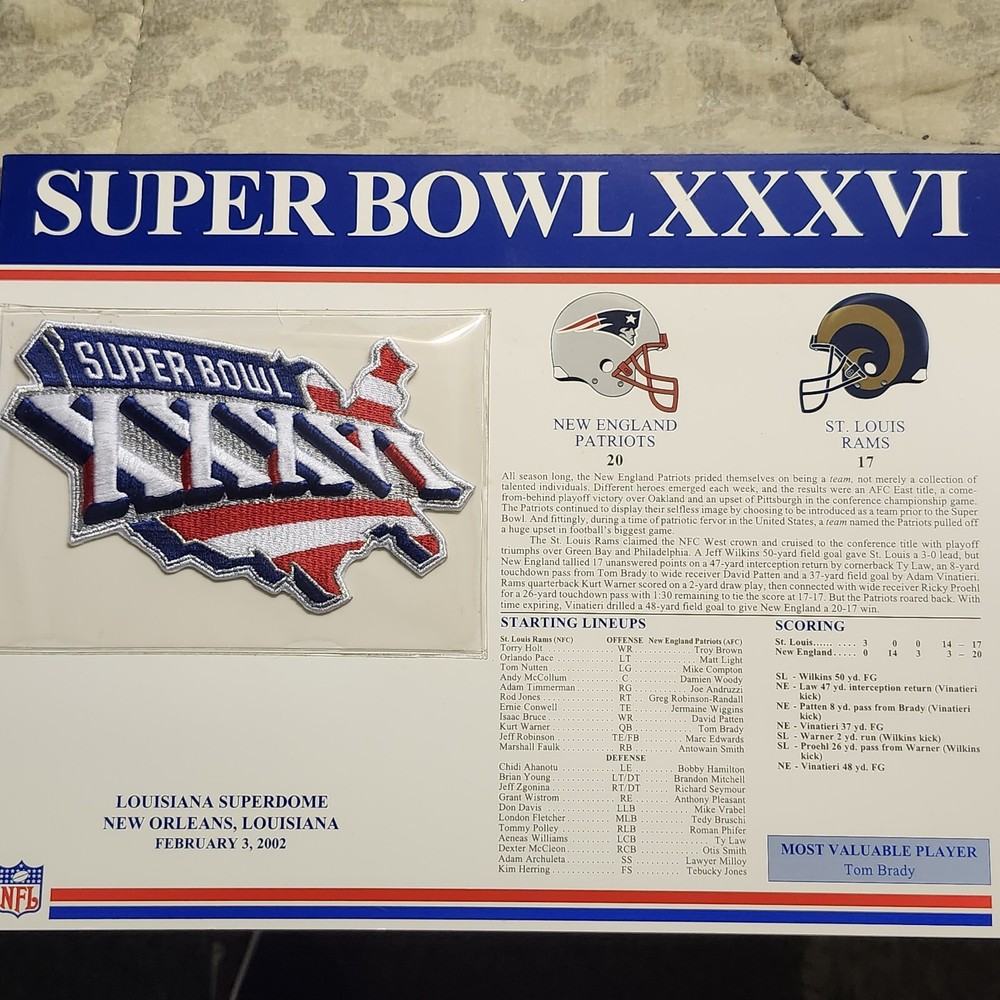 SUPER BOWL XXXVI
SUPER BOWL
XXXVI
NEW ENGLAND
PATRIOTS
20
ST. LOUIS
RAMS
17
All season long, the New England Patriots prided themselves on being a team, not merely a collection of
talented individuals. Different heroes emerged each week, and the results were an AFC East title, a come-
from-behind playoff victory over Oakland and an upset of Pittsburgh in the conference championship game.
The Patriots continued to display their selfless image by choosing to be introduced as a team prior to the Super
Bowl. And fittingly, during a time of patriotic fervor in the United States, a team named the Patriots pulled off
a huge upset in football's biggest game.
The St. Louis Rams claimed the NFC West crown and cruised to the conference title with playoff
triumphs over Green Bay and Philadelphia. A Jeff Wilkins 50-yard field goal gave St. Louis a 3-0 lead, but
New England tallied 17 unanswered points on a 47-yard interception return by cornerback Ty Law, an 8-yard
touchdown pass from Tom Brady to wide receiver David Patten and a 37-yard field goal by Adam Vinatieri.
Rams quarterback Kurt Warner scored on a 2-yard draw play, then connected with wide receiver Ricky Proehl
for a 26-yard touchdown pass with 1:30 remaining to tie the score at 17-17. But the Patriots roared back. With
time expiring, Vinatieri drilled a 48-yard field goal to give New England a 20-17 win.
STARTING LINEUPS
St. Louis Rams (NFC) OFFENSE New England Patriots (AFC)
Torry Holt WR Troy Brown
Orlando Pace LT Matt Light
Tom Nutten LG Mike Compton
Andy McCollum C Damien Woody
Adam Timmerman RG Joe Andruzzi
Rod Jones RT Greg Robinson-Randall
Ernie Conwell TE Jermaine Wiggins
Isaac Bruce WR David Patten
Kurt Warner QB Tom Brady
Jeff Robinson TE/FB Marc Edwards
Marshall Faulk RB Antowain Smith
DEFENSE
Chidi Ahanotu LE Bobby Hamilton
Brian Young LT/DT Brandon Mitchell
Jeff Zgonina RT/DT Richard Seymour
Grant Wistrom RE Anthony Pleasant
Don Davis LLB Mike Vrabel
London Fletcher MLB Tedy Bruschi
Tommy Polley RLB Roman Phifer
Aeneas Williams LCB Ty Law
Dexter McCleon RCB Otis Smith
Adam Archuleta SS Lawyer Milloy
Kim Herring FS Tebucky Jones
SCORING
St. Louis...... 3 0 0 14 – 17
New England..... 0 14 3 3 – 20
SL - Wilkins 50 yd. FG
NE - Law 47 yd. interception return (Vinatieri
kick)
NE - Patten 8 yd. pass from Brady (Vinatieri
kick)
NE - Vinatieri 37 yd. FG
SL - Warner 2 yd. run (Wilkins kick)
SL - Proehl 26 yd. pass from Warner (Wilkins
kick)
NE - Vinatieri 48 yd. FG
LOUISIANA SUPERDOME
NEW ORLEANS, LOUISIANA
FEBRUARY 3, 2002
MOST VALUABLE PLAYER
Tom Brady
NFL